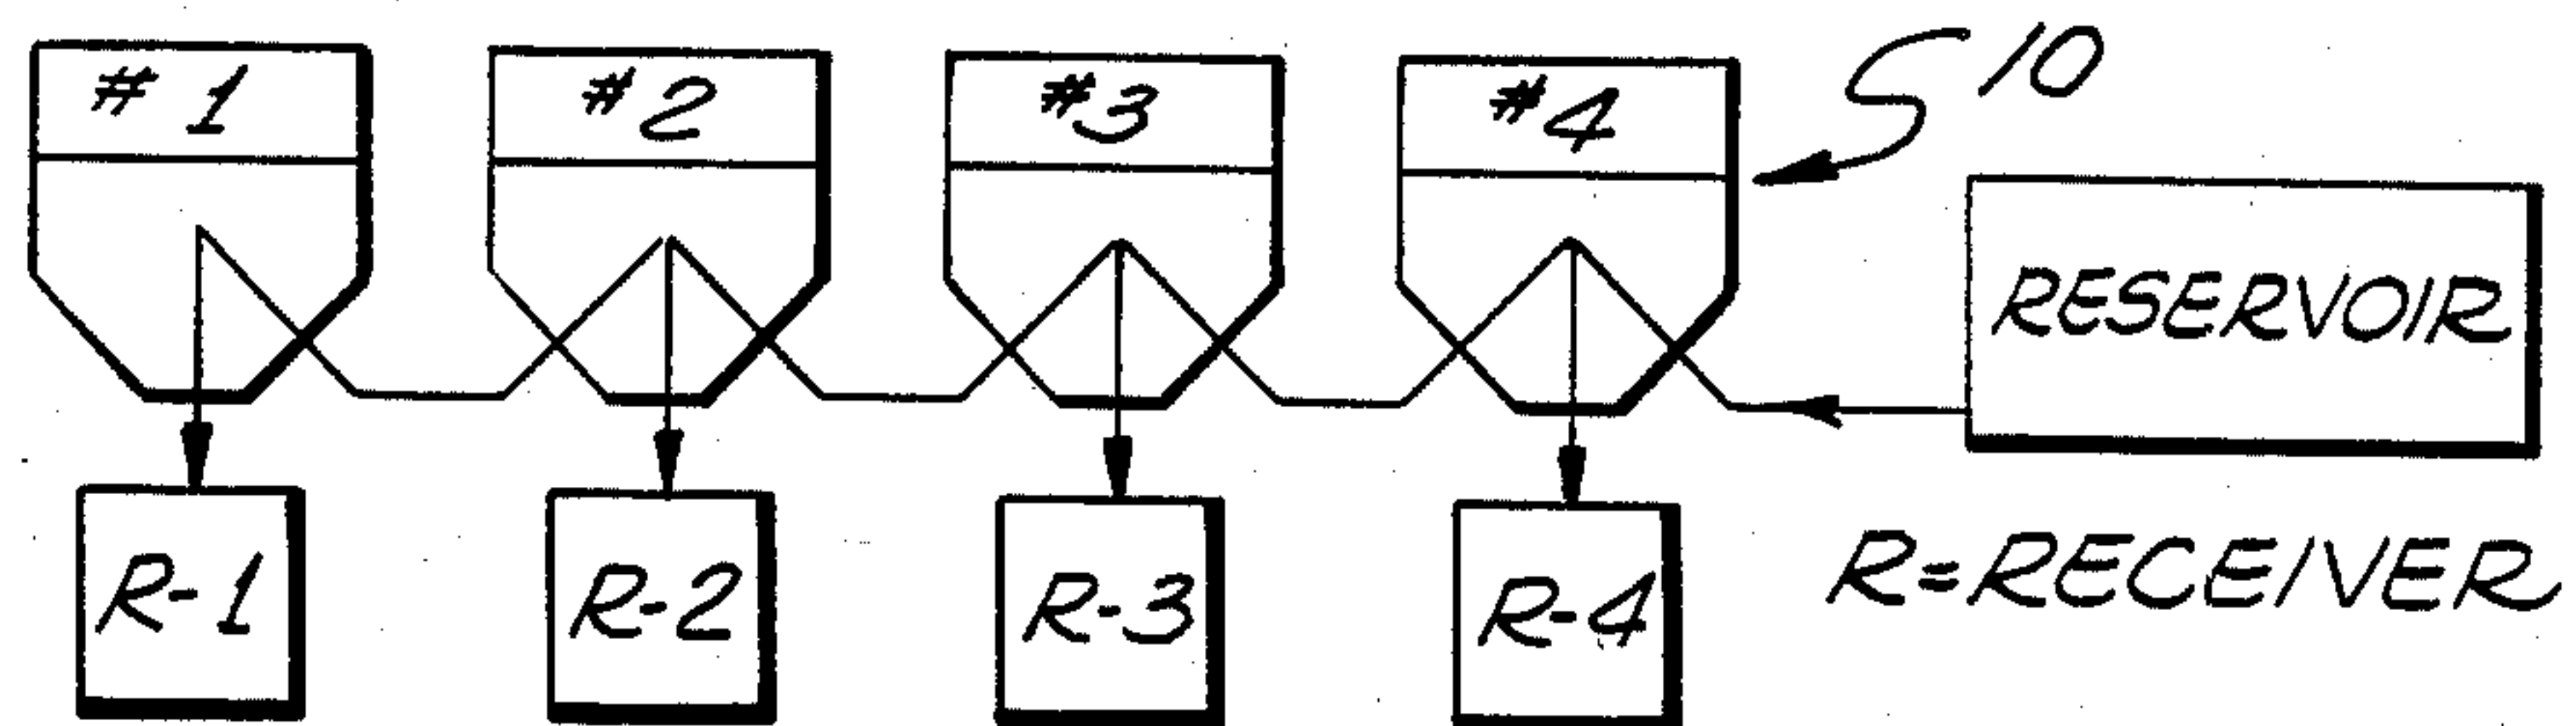 # 1
#2
#3
#4
10
RESERVOIR
R-1
R-2
R-3
R-4
R=RECEIVER